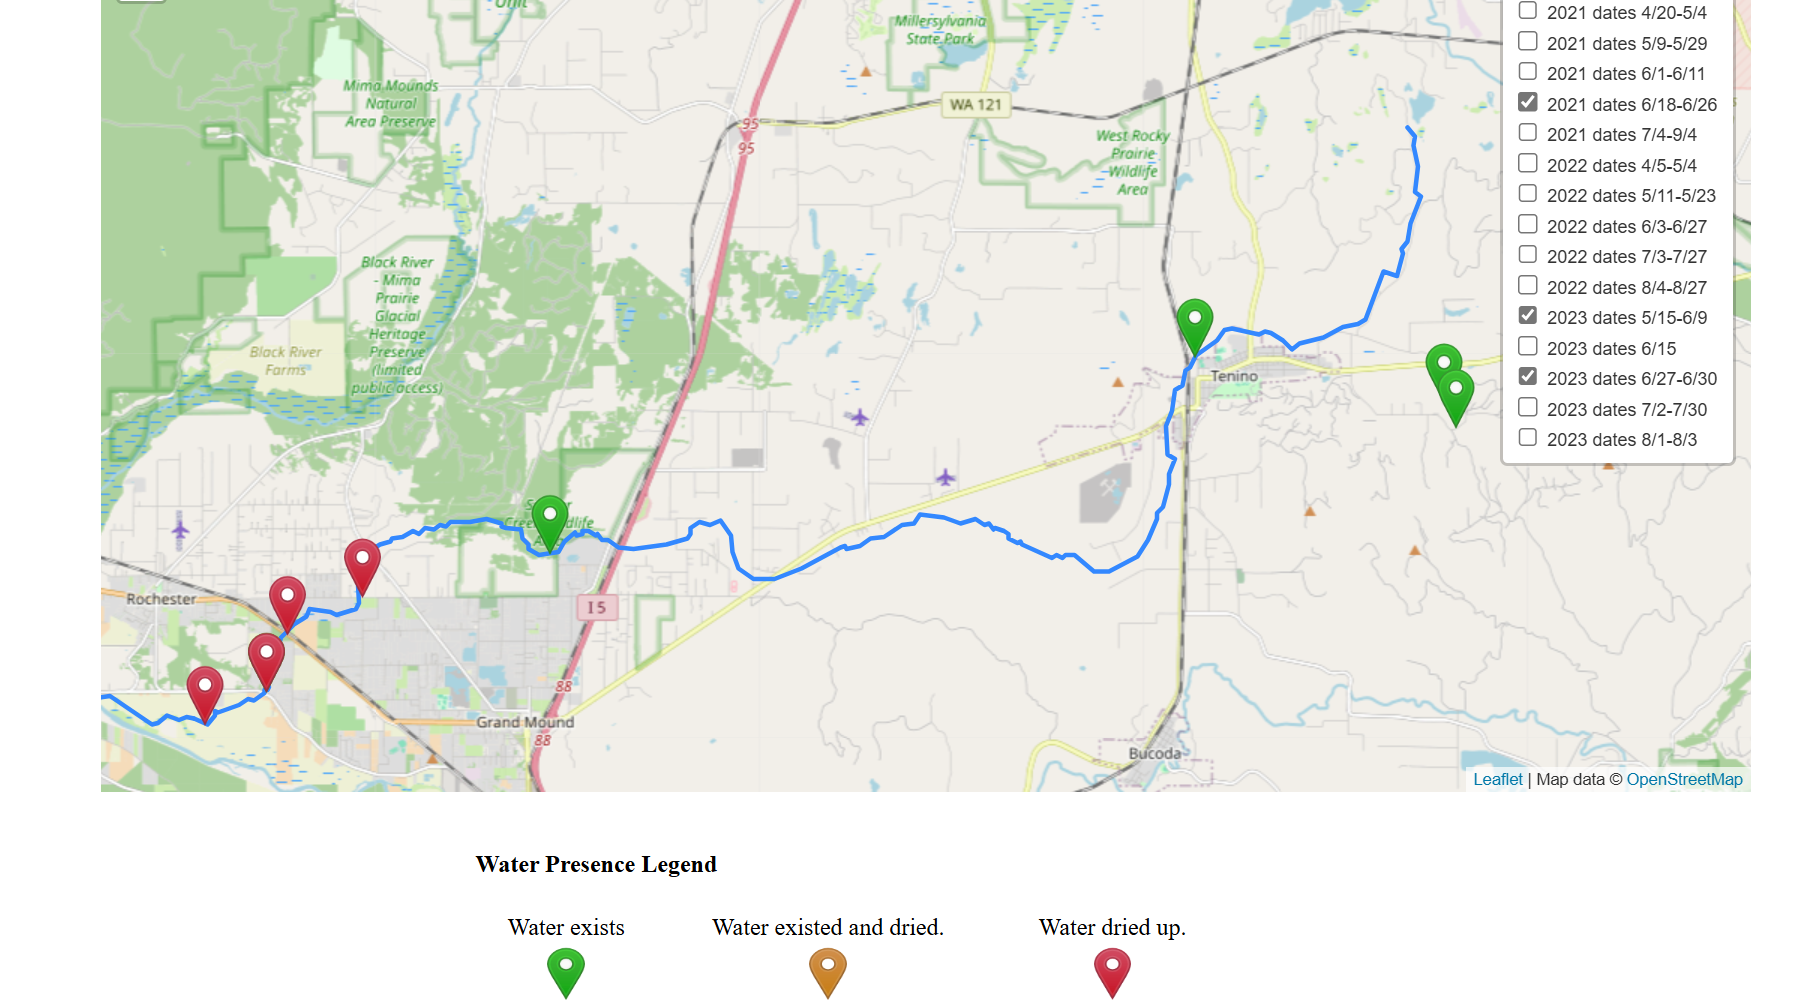 Unit
Millersylvania
State Park
2021 dates 4/20-5/4
2021 dates 5/9-5/29
2021 dates 6/1-6/11
2021 dates 6/18-6/26
2021 dates 7/4-9/4
2022 dates 4/5-5/4
2022 dates 5/11-5/23
2022 dates 6/3-6/27
2022 dates 7/3-7/27
2022 dates 8/4-8/27
2023 dates 5/15-6/9
2023 dates 6/15
2023 dates 6/27-6/30
2023 dates 7/2-7/30
2023 dates 8/1-8/3
Mima Mounds
Natural
Area Preserve
WA 121
95
95
West Rocky
Prairie
Wildlife
Area
Black River
- Mima
Prairie
Glacial
Heritage
Preserve
(limited
public access)
Black River
Farms
Tenino
Rochester
I 5
88
Grand Mound
88
Bucoda
Leaflet | Map data © OpenStreetMap
Water Presence Legend
Water exists
Water existed and dried.
Water dried up.